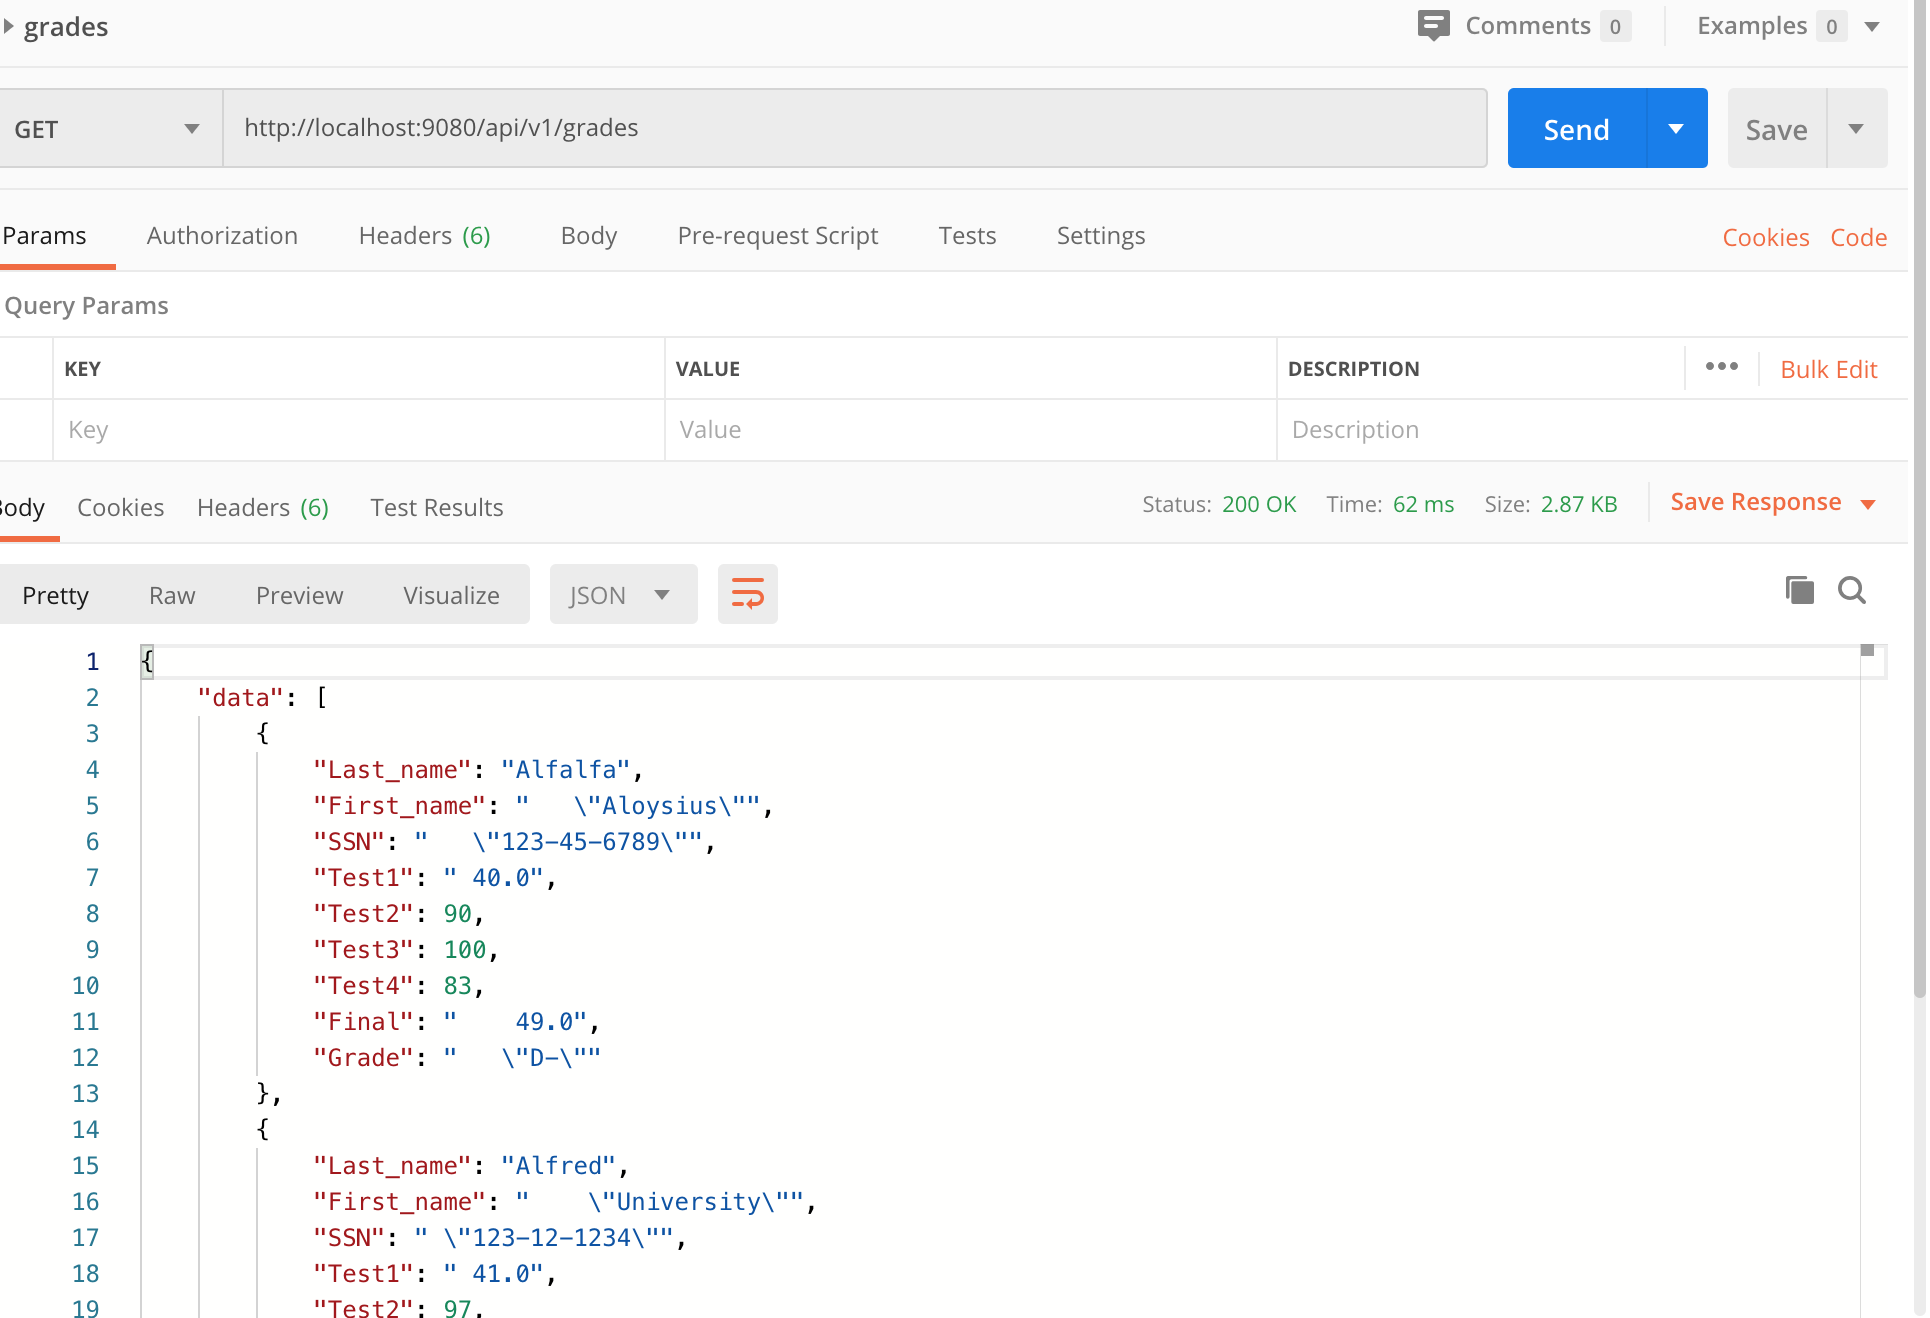 grades
Comments 0 Examples 0
GET http://localhost:9080/api/v1/grades Send Save
Params Authorization Headers (6) Body Pre-request Script Tests Settings Cookies Code
Query Params
KEY VALUE DESCRIPTION ••• Bulk Edit
Key Value Description
Body Cookies Headers (6) Test Results Status: 200 OK Time: 62 ms Size: 2.87 KB Save Response
Pretty Raw Preview Visualize JSON
1 {
2     "data": [
3         {
4             "Last_name": "Alfalfa",
5             "First_name": "   \"Aloysius\"",
6             "SSN": "   \"123-45-6789\"",
7             "Test1": " 40.0",
8             "Test2": 90,
9             "Test3": 100,
10             "Test4": 83,
11             "Final": "    49.0",
12             "Grade": "   \"D-\""
13         },
14         {
15             "Last_name": "Alfred",
16             "First_name": "    \"University\"",
17             "SSN": " \"123-12-1234\"",
18             "Test1": " 41.0",
19             "Test2": 97,